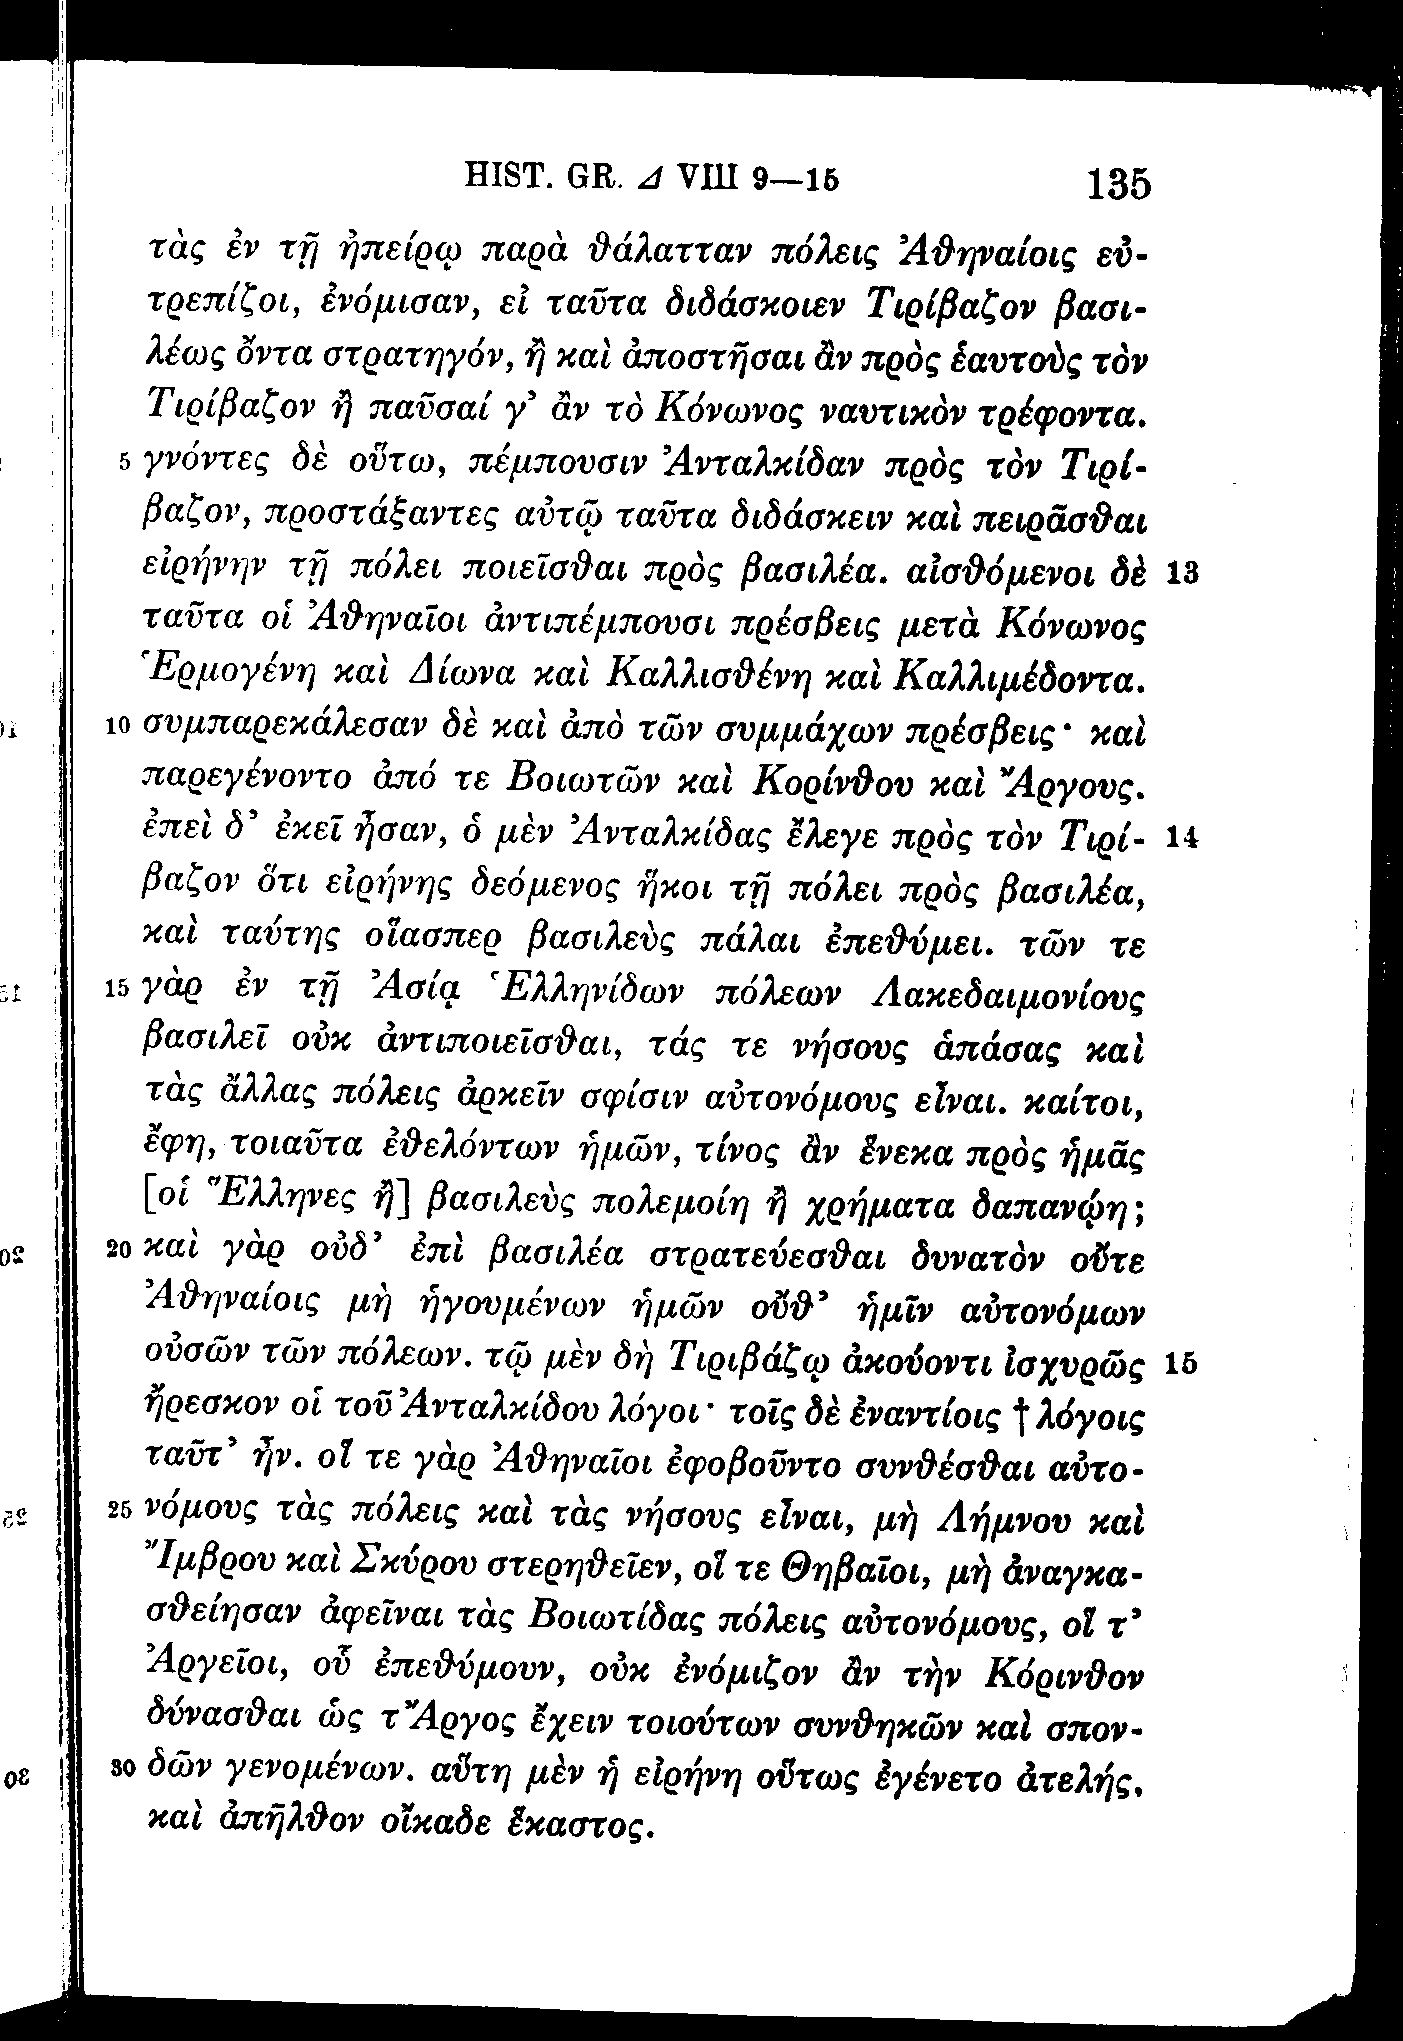 HIST. GR. Δ VIII 9—15 135
τὰς ἐν τῇ ἠπείρῳ παρὰ θάλατταν πόλεις Ἀθηναίοις εὐ-
τρεπίζοι, ἐνόμισαν, εἰ ταῦτα διδάσκοιεν Τιρίβαζον βασι-
λέως ὄντα στρατηγόν, ἢ καὶ ἀποστῆσαι ἂν πρὸς ἑαυτοὺς τὸν
Τιρίβαζον ἢ παῦσαί γ’ ἂν τὸ Κόνωνος ναυτικὸν τρέφοντα.
5 γνόντες δὲ οὕτω, πέμπουσιν Ἀνταλκίδαν πρὸς τὸν Τιρί-
βαζον, προστάξαντες αὐτῷ ταῦτα διδάσκειν καὶ πειρᾶσθαι
εἰρήνην τῇ πόλει ποιεῖσθαι πρὸς βασιλέα. αἰσθόμενοι δὲ 13
ταῦτα οἱ Ἀθηναῖοι ἀντιπέμπουσι πρέσβεις μετὰ Κόνωνος
Ἑρμογένη καὶ Δίωνα καὶ Καλλισθένη καὶ Καλλιμέδοντα.
10 συμπαρεκάλεσαν δὲ καὶ ἀπὸ τῶν συμμάχων πρέσβεις· καὶ
παρεγένοντο ἀπό τε Βοιωτῶν καὶ Κορίνθου καὶ Ἄργους.
ἐπεὶ δ’ ἐκεῖ ἦσαν, ὁ μὲν Ἀνταλκίδας ἔλεγε πρὸς τὸν Τιρί- 14
βαζον ὅτι εἰρήνης δεόμενος ἥκοι τῇ πόλει πρὸς βασιλέα,
καὶ ταύτης οἵασπερ βασιλεὺς πάλαι ἐπεθύμει. τῶν τε
15 γὰρ ἐν τῇ Ἀσίᾳ Ἑλληνίδων πόλεων Λακεδαιμονίους
βασιλεῖ οὐκ ἀντιποιεῖσθαι, τάς τε νήσους ἁπάσας καὶ
τὰς ἄλλας πόλεις ἀρκεῖν σφίσιν αὐτονόμους εἶναι. καίτοι,
ἔφη, τοιαῦτα ἐθελόντων ἡμῶν, τίνος ἂν ἕνεκα πρὸς ἡμᾶς
[οἱ Ἕλληνες ἢ] βασιλεὺς πολεμοίη ἢ χρήματα δαπανῴη;
20 καὶ γὰρ οὐδ’ ἐπὶ βασιλέα στρατεύεσθαι δυνατὸν οὔτε
Ἀθηναίοις μὴ ἡγουμένων ἡμῶν οὔθ’ ἡμῖν αὐτονόμων
οὐσῶν τῶν πόλεων. τῷ μὲν δὴ Τιριβάζῳ ἀκούοντι ἰσχυρῶς 15
ἤρεσκον οἱ τοῦ Ἀνταλκίδου λόγοι· τοῖς δὲ ἐναντίοις † λόγοις
ταῦτ’ ἦν. οἵ τε γὰρ Ἀθηναῖοι ἐφοβοῦντο συνθέσθαι αὐτο-
25 νόμους τὰς πόλεις καὶ τὰς νήσους εἶναι, μὴ Λήμνου καὶ
Ἴμβρου καὶ Σκύρου στερηθεῖεν, οἵ τε Θηβαῖοι, μὴ ἀναγκα-
σθείησαν ἀφεῖναι τὰς Βοιωτίδας πόλεις αὐτονόμους, οἵ τ’
Ἀργεῖοι, οὗ ἐπεθύμουν, οὐκ ἐνόμιζον ἂν τὴν Κόρινθον
δύνασθαι ὡς τ Ἄργος ἔχειν τοιούτων συνθηκῶν καὶ σπον-
30 δῶν γενομένων. αὕτη μὲν ἡ εἰρήνη οὕτως ἐγένετο ἀτελής,
καὶ ἀπῆλθον οἴκαδε ἕκαστος.